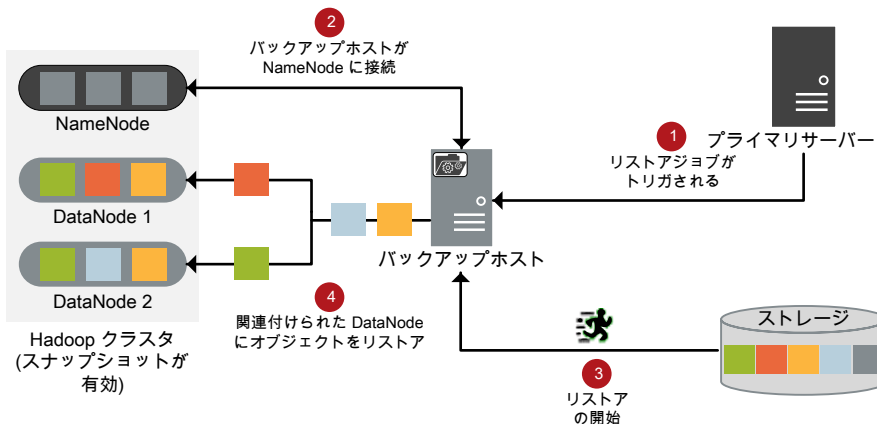 2
バックアップホストが
NameNode に接続
NameNode
1
リストアジョブが
トリガされる
プライマリサーバー
DataNode 1
バックアップホスト
DataNode 2
4
関連付けられた DataNode
にオブジェクトをリストア
Hadoop クラスタ
(スナップショットが
有効)
ストレージ
3
リストア
の開始